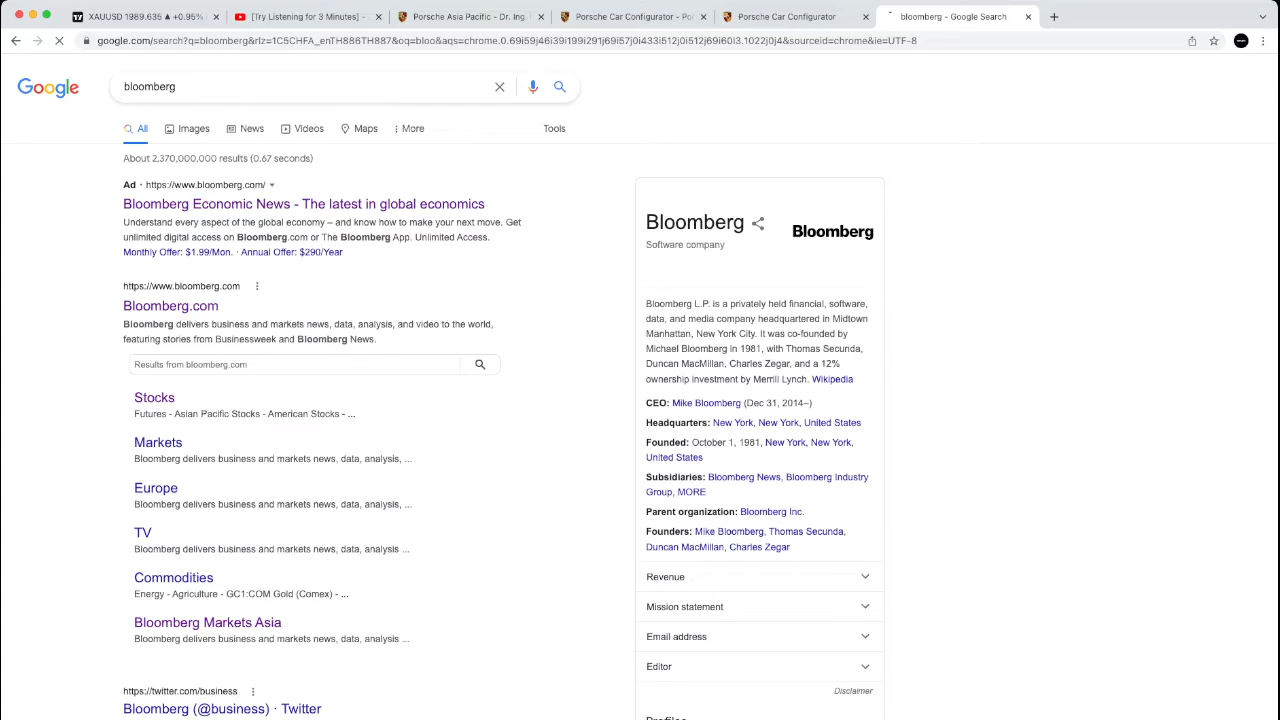 XAUUSD 1989.635 ▲ +0.95%
[Try Listening for 3 Minutes] -
Porsche Asia Pacific - Dr. Ing.
Porsche Car Configurator - Po
Porsche Car Configurator
bloomberg - Google Search
google.com/search?q=bloomberg&rlz=1C5CHFA_enTH886TH887&oq=bloo&aqs=chrome.0.69i59j46i39i199i291j69i57j0i433i512j0i512j69i60l3.1022j0j4&sourceid=chrome&ie=UTF-8
Google
bloomberg
All
Images
News
Videos
Maps
More
Tools
About 2,370,000,000 results (0.67 seconds)
Ad · https://www.bloomberg.com/
Bloomberg Economic News - The latest in global economics
Understand every aspect of the global economy – and know how to make your next move. Get
unlimited digital access on Bloomberg.com or The Bloomberg App. Unlimited Access.
Monthly Offer: $1.99/Mon. · Annual Offer: $290/Year
https://www.bloomberg.com
Bloomberg.com
Bloomberg delivers business and markets news, data, analysis, and video to the world,
featuring stories from Businessweek and Bloomberg News.
Results from bloomberg.com
Stocks
Futures - Asian Pacific Stocks - American Stocks - ...
Markets
Bloomberg delivers business and markets news, data, analysis, ...
Europe
Bloomberg delivers business and markets news, data, analysis, ...
TV
Bloomberg delivers business and markets news, data, analysis ...
Commodities
Energy - Agriculture - GC1:COM Gold (Comex) - ...
Bloomberg Markets Asia
Bloomberg delivers business and markets news, data, analysis ...
https://twitter.com/business
Bloomberg (@business) · Twitter
Bloomberg
Software company
Bloomberg
Bloomberg L.P. is a privately held financial, software,
data, and media company headquartered in Midtown
Manhattan, New York City. It was co-founded by
Michael Bloomberg in 1981, with Thomas Secunda,
Duncan MacMillan, Charles Zegar, and a 12%
ownership investment by Merrill Lynch. Wikipedia
CEO: Mike Bloomberg (Dec 31, 2014–)
Headquarters: New York, New York, United States
Founded: October 1, 1981, New York, New York,
United States
Subsidiaries: Bloomberg News, Bloomberg Industry
Group, MORE
Parent organization: Bloomberg Inc.
Founders: Mike Bloomberg, Thomas Secunda,
Duncan MacMillan, Charles Zegar
Revenue
Mission statement
Email address
Editor
Disclaimer
Profiles